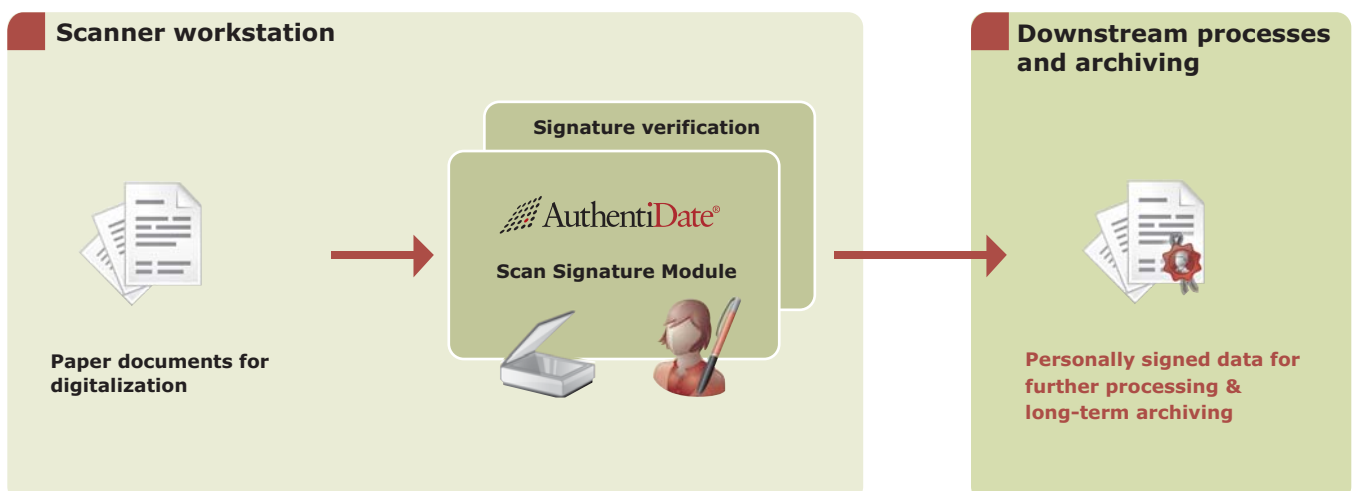 Scanner workstation
Downstream processes
and archiving
Signature verification
AuthentiDate®
Scan Signature Module
Paper documents for
digitalization
Personally signed data for
further processing &
long-term archiving